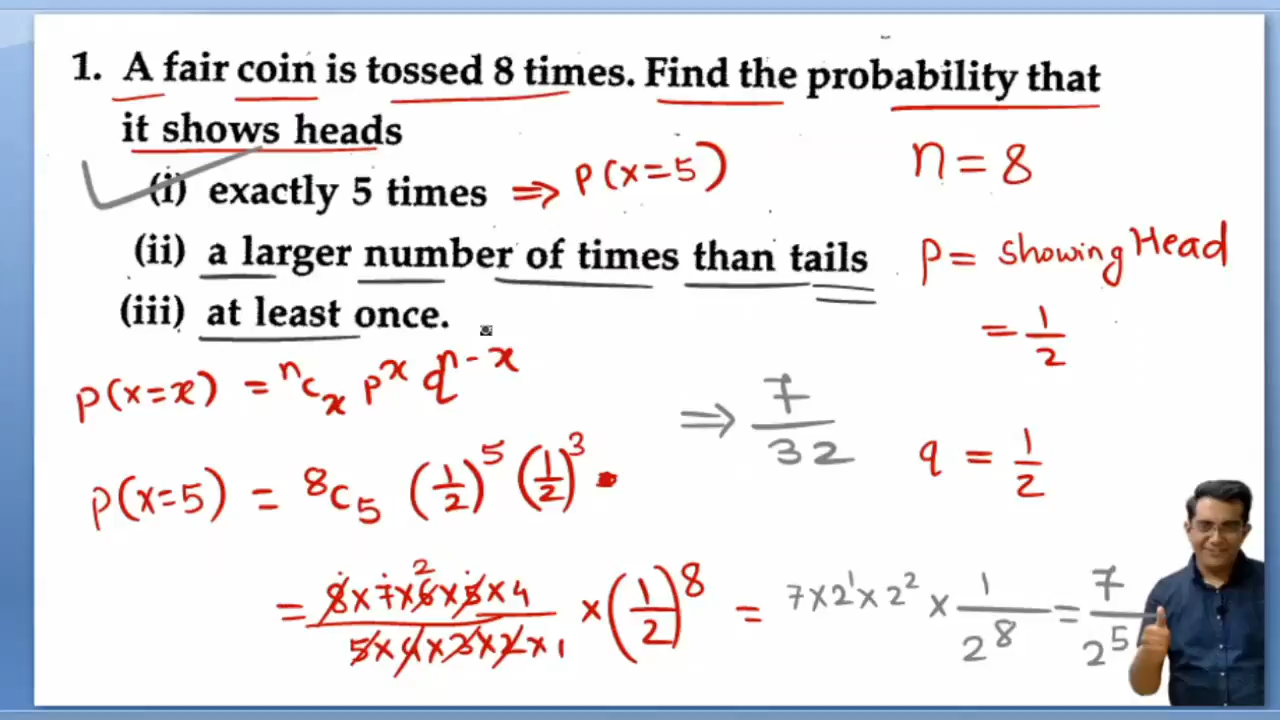 1. A fair coin is tossed 8 times. Find the probability that
it shows heads
(i) exactly 5 times ⇒ P(x=5)
n = 8
(ii) a larger number of times than tails
P = Showing Head
(iii) at least once.
= 1/2
P(x=x) = ⁿCₓ pˣ qⁿ⁻ˣ
⇒ 7/32
q = 1/2
P(x=5) = ⁸C₅ (1/2)⁵ (1/2)³
= 8×7×6×5×4 / 5×4×3×2×1 × (1/2)⁸ = 7×2¹×2² × 1/2⁸ = 7/2⁵
2